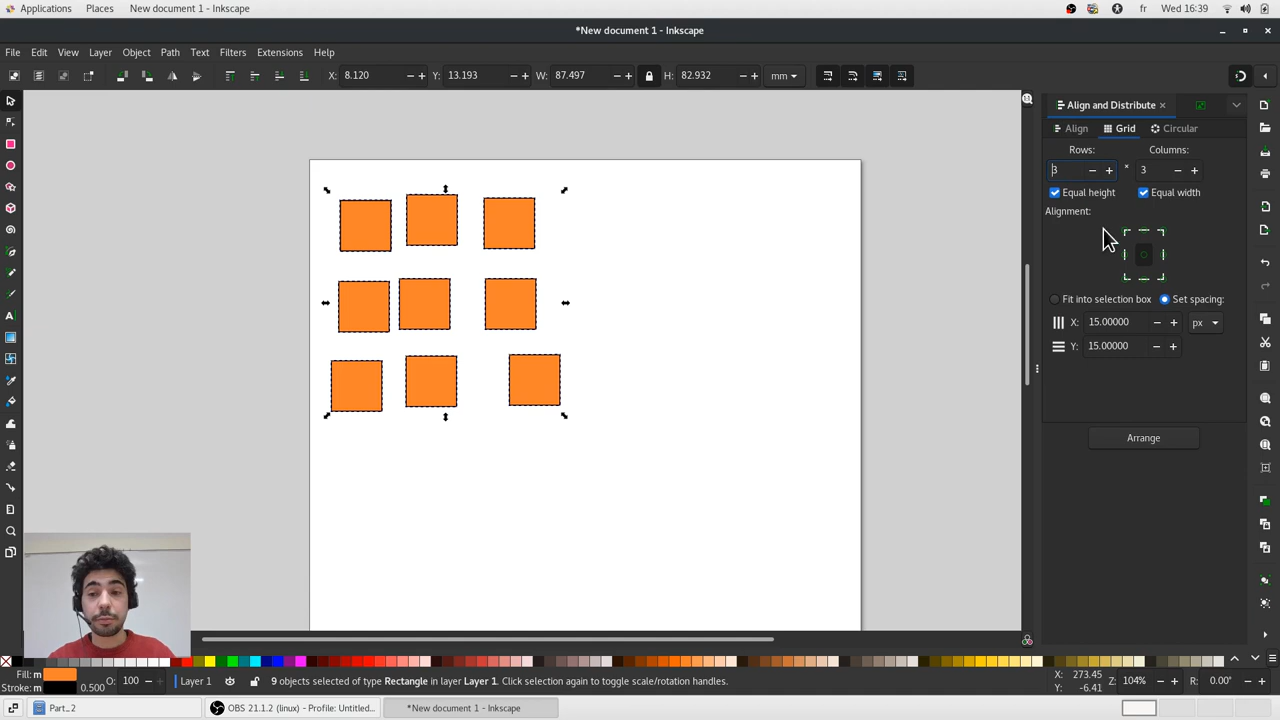 Applications Places New document 1 - Inkscape fr Wed 16:39
*New document 1 - Inkscape
File Edit View Layer Object Path Text Filters Extensions Help
X: 8.120 Y: 13.193 W: 87.497 H: 82.932 mm
Align and Distribute
Align Grid Circular
Rows: Columns:
3 × 3
Equal height Equal width
Alignment:
Fit into selection box Set spacing:
X: 15.00000 px
Y: 15.00000
Arrange
Fill: m
Stroke: m 0.500 O: 100 Layer 1 9 objects selected of type Rectangle in layer Layer 1. Click selection again to toggle scale/rotation handles. X: 273.45 Y: -6.41 Z: 104% R: 0.00°
Part_2 OBS 21.1.2 (linux) - Profile: Untitled... *New document 1 - Inkscape